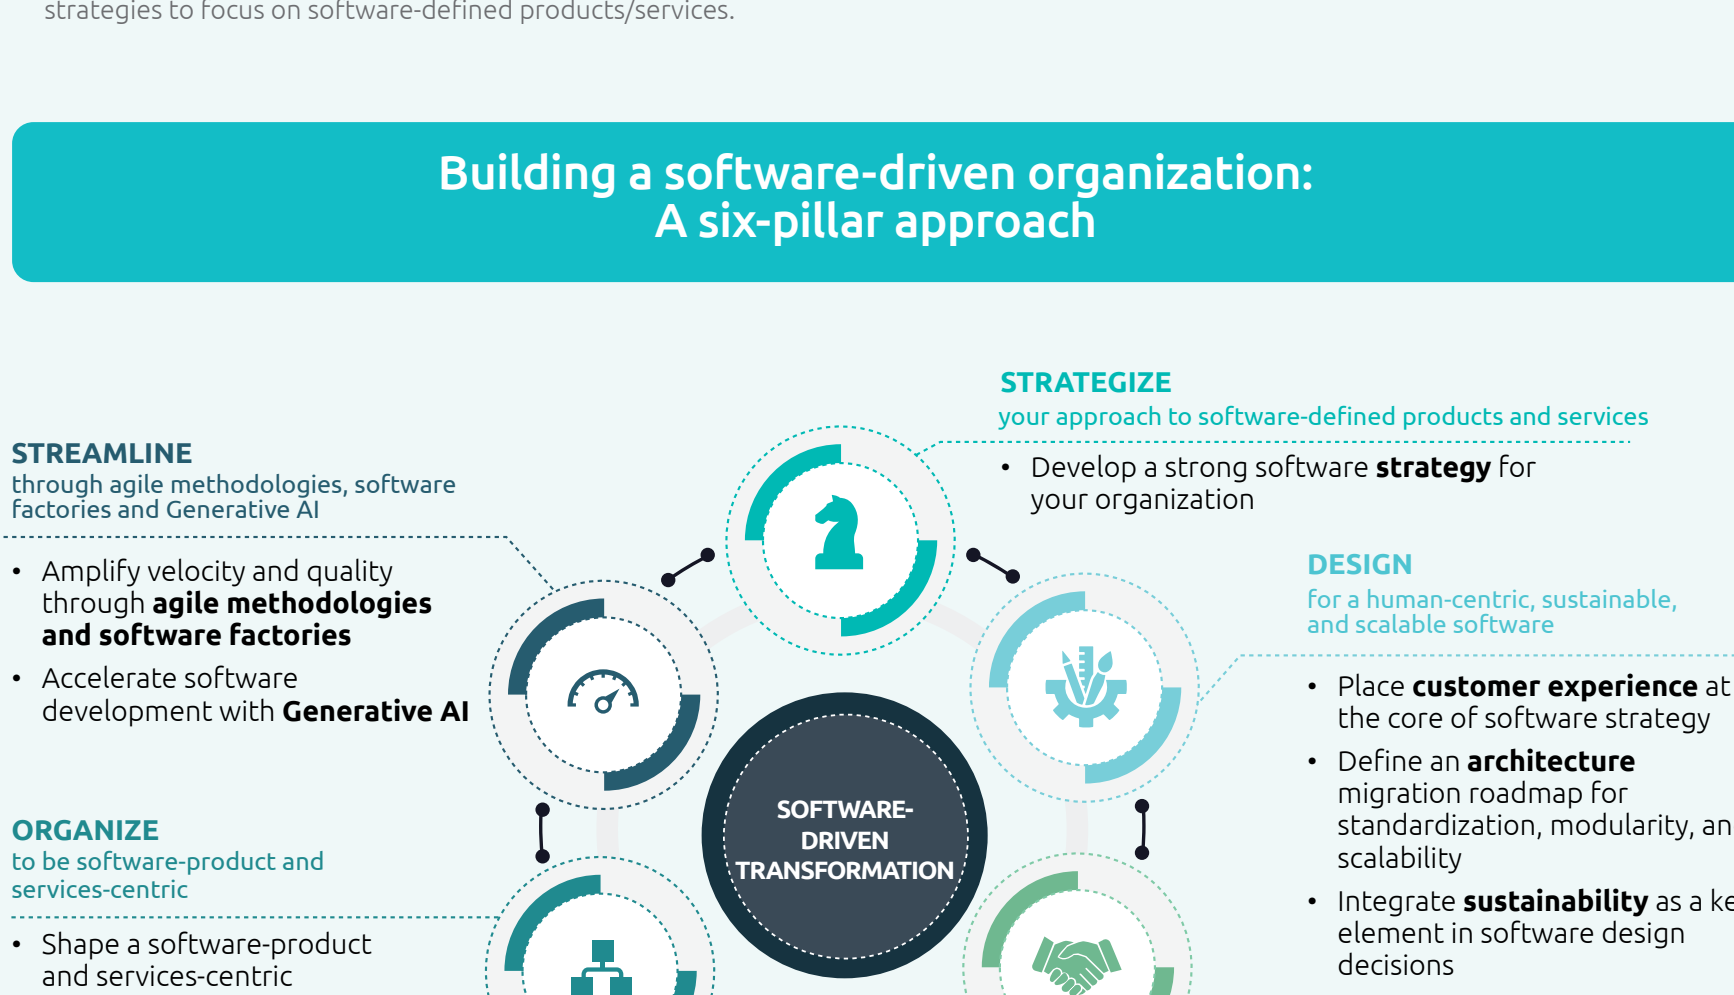 strategies to focus on software-defined products/services.
Building a software-driven organization:
A six-pillar approach
STRATEGIZE
your approach to software-defined products and services
• Develop a strong software strategy for
your organization
STREAMLINE
through agile methodologies, software
factories and Generative AI
• Amplify velocity and quality
through agile methodologies
and software factories
• Accelerate software
development with Generative AI
DESIGN
for a human-centric, sustainable,
and scalable software
• Place customer experience at
the core of software strategy
• Define an architecture
migration roadmap for
standardization, modularity,
scalability
• Integrate sustainability as a
element in software design
decisions
SOFTWARE-
DRIVEN
TRANSFORMATION
ORGANIZE
to be software-product and
services-centric
• Shape a software-product
and services-centric